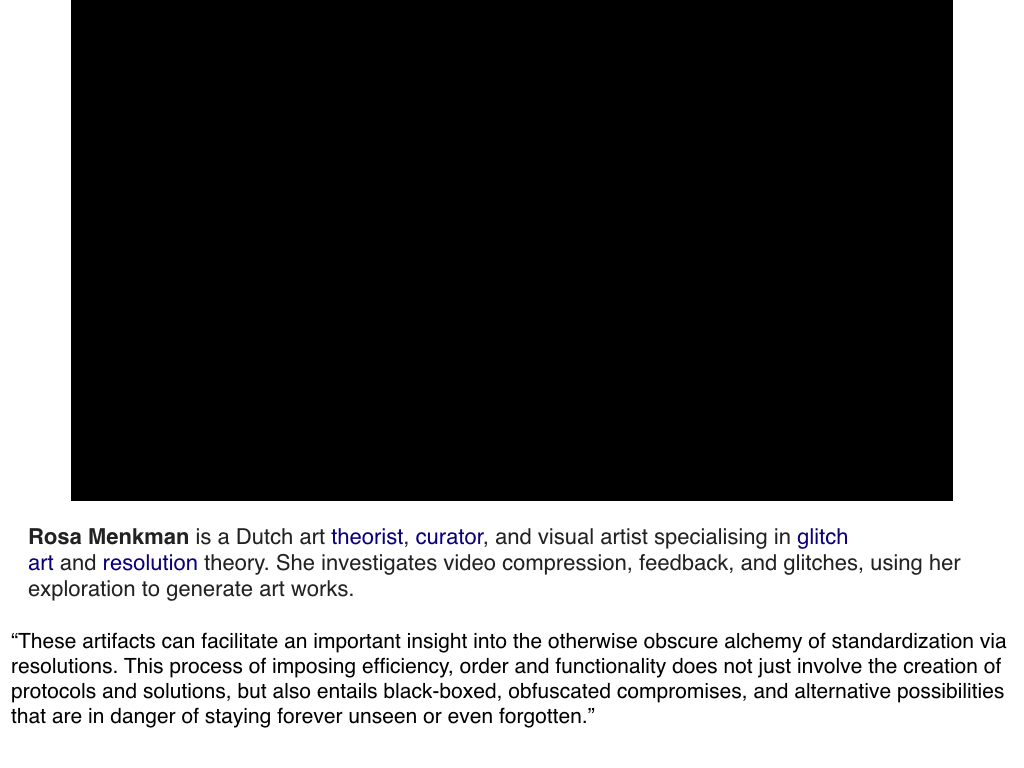 Rosa Menkman is a Dutch art theorist, curator, and visual artist specialising in glitch
art and resolution theory. She investigates video compression, feedback, and glitches, using her
exploration to generate art works.
“These artifacts can facilitate an important insight into the otherwise obscure alchemy of standardization via
resolutions. This process of imposing efficiency, order and functionality does not just involve the creation of
protocols and solutions, but also entails black-boxed, obfuscated compromises, and alternative possibilities
that are in danger of staying forever unseen or even forgotten.”